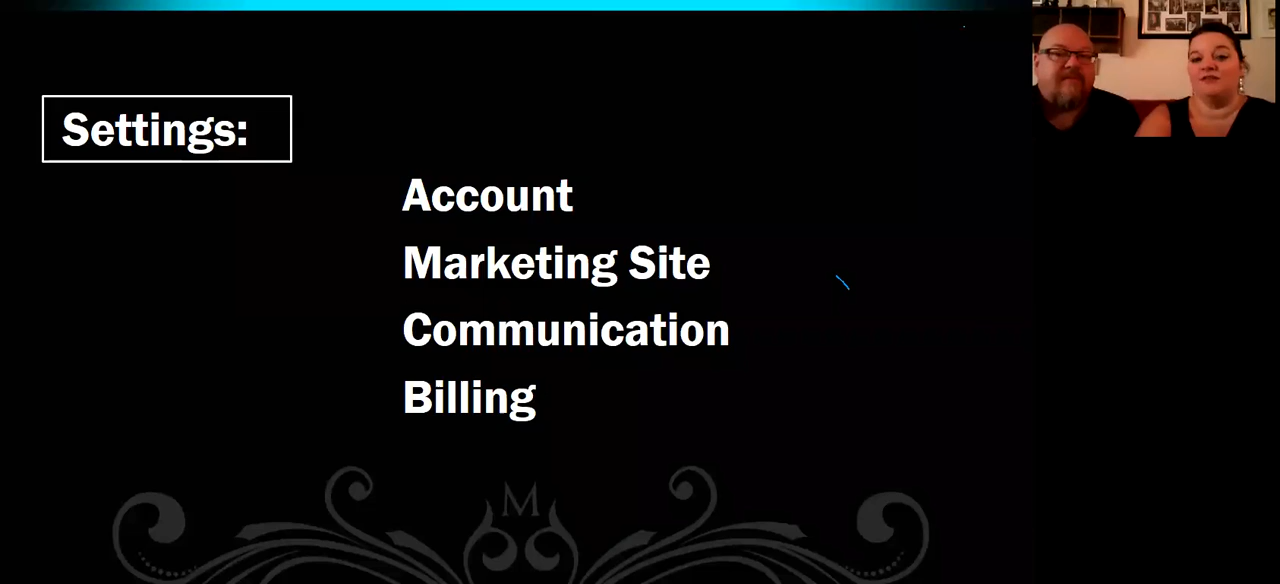 Settings:
Account
Marketing Site
Communication
Billing
M